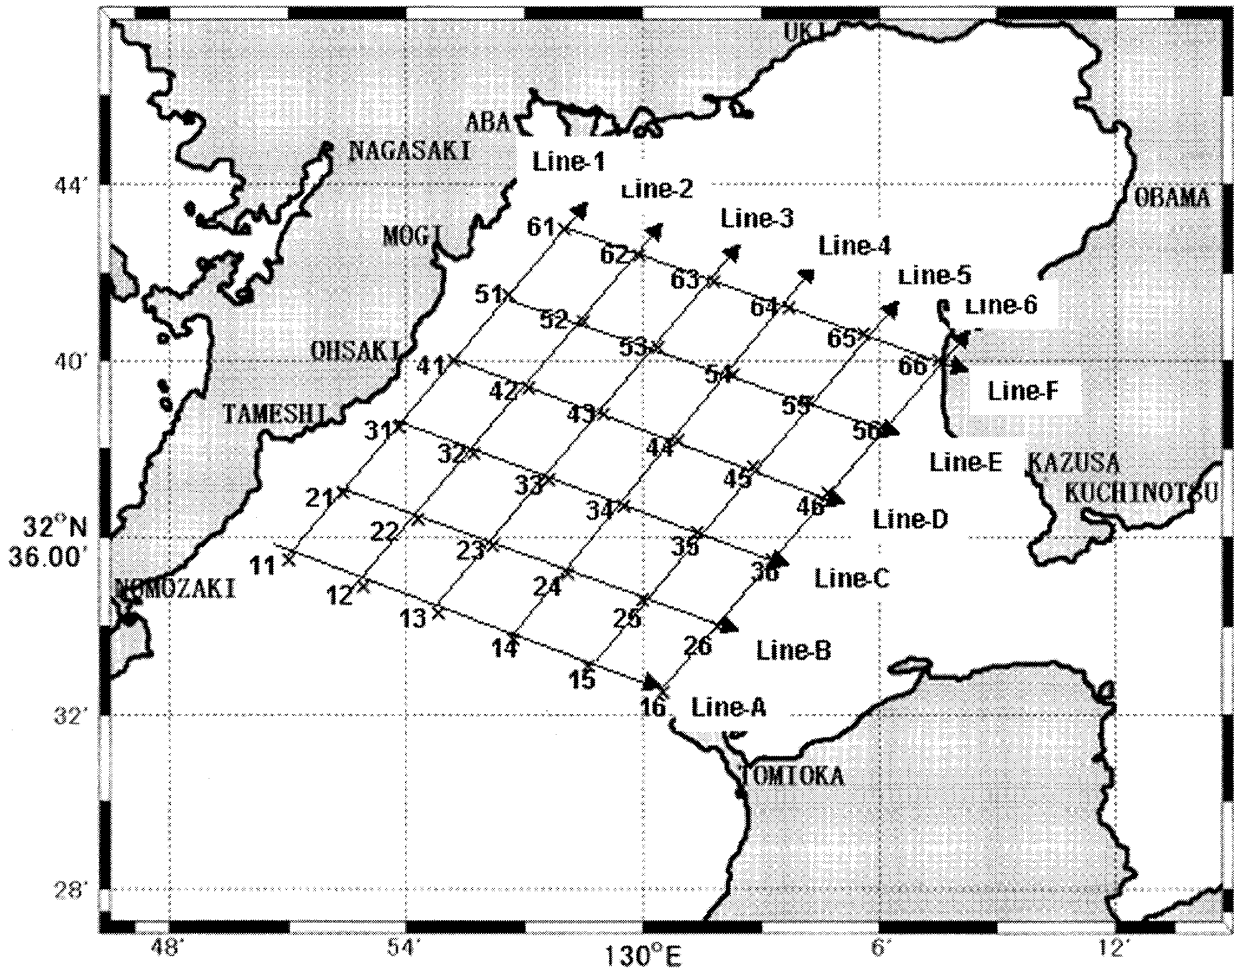 UKI
ABA
NAGASAKI
Line-1
44'
Line-2
OBAMA
Line-3
61
MOGI
Line-4
62
Line-5
63
51
Line-6
64
52
65
OHSAKI
53
40'
41
66
54
42
Line-F
55
TAMESHI
43
31
56
44
32
Line-E
KAZUSA
45
33
KUCHINOTSU
21
46
34
Line-D
32°N
22
36.00'
23
35
11
36
24
Line-C
NOMOZAKI
12
25
13
26
14
Line-B
15
16
Line-A
32'
TOMIOKA
28'
48'
54'
130°E
6'
12'